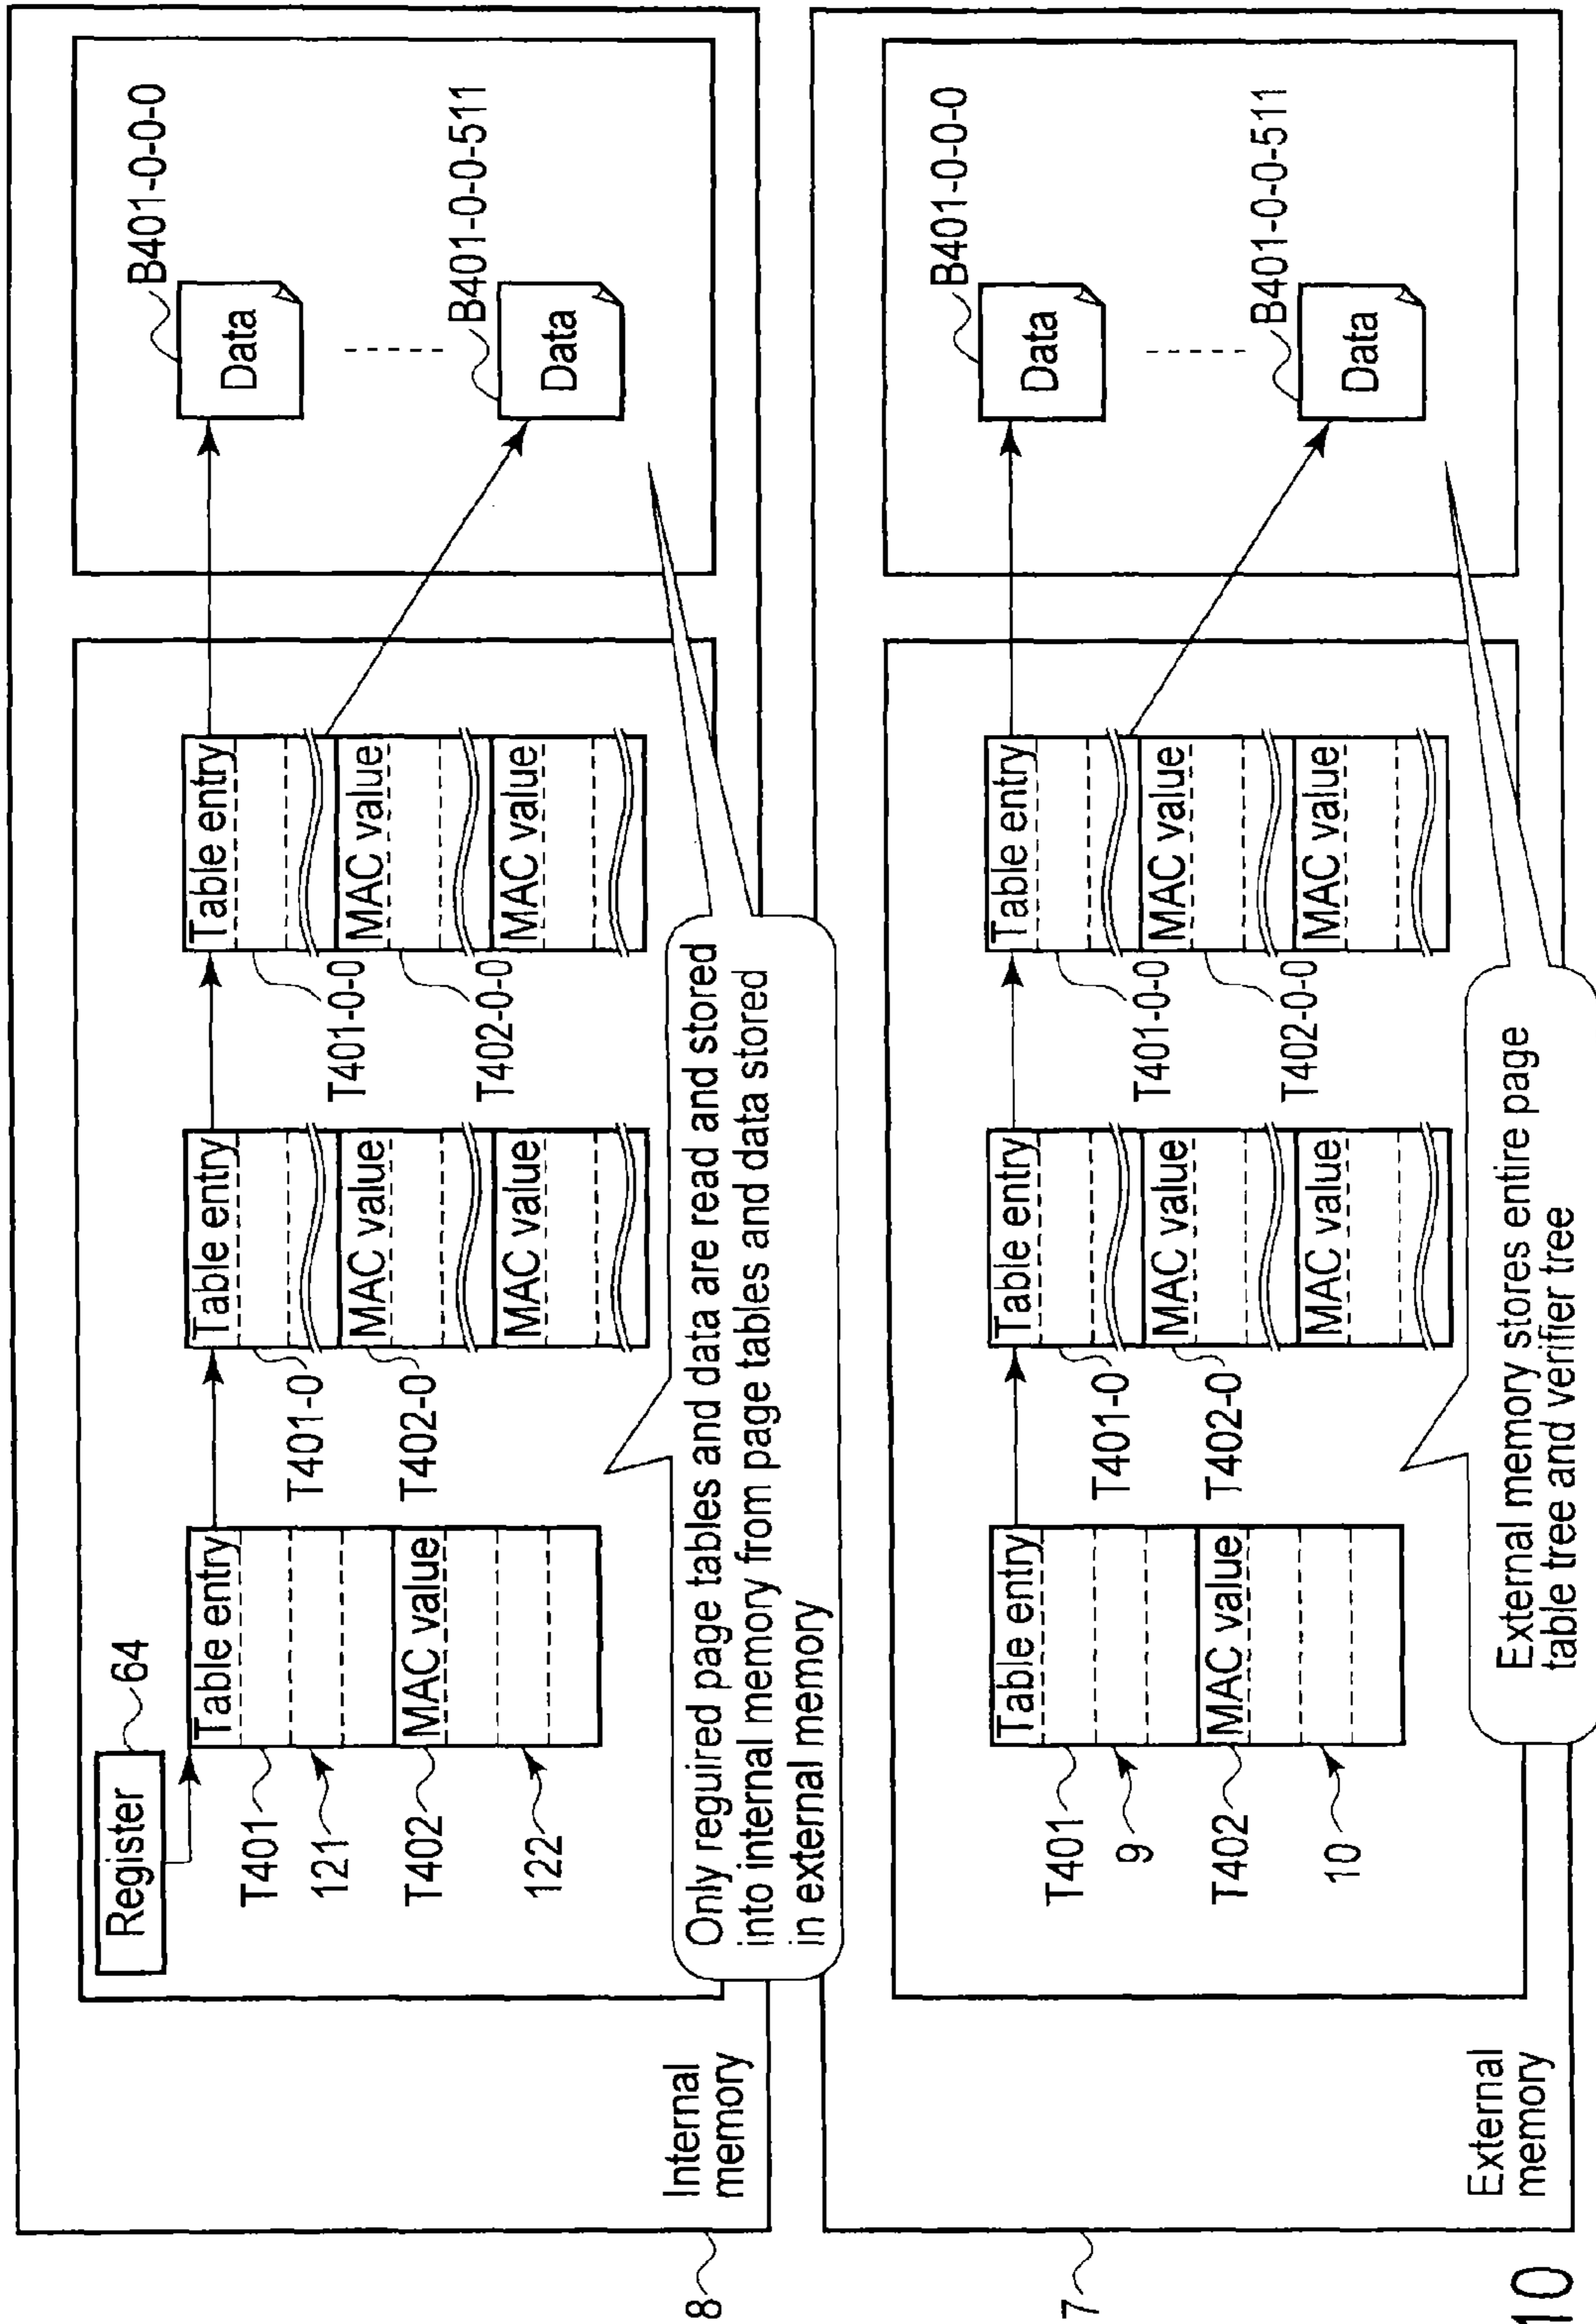 8
Internal
memory
Register
64
T401
121
T402
122
Table entry
MAC value
T401-0
T402-0
Table entry
MAC value
MAC value
T401-0-0
T402-0-0
Table entry
MAC value
MAC value
Data
B401-0-0-0
Data
B401-0-0-511
Only reguired page tables and data are read and stored
into internal memory from page tables and data stored
in external memory
7
External
memory
T401
9
T402
10
Table entry
MAC value
T401-0
T402-0
Table entry
MAC value
MAC value
T401-0-0
T402-0-0
Table entry
MAC value
MAC value
Data
B401-0-0-0
Data
B401-0-0-511
External memory stores entire page
table tree and verifier tree
10